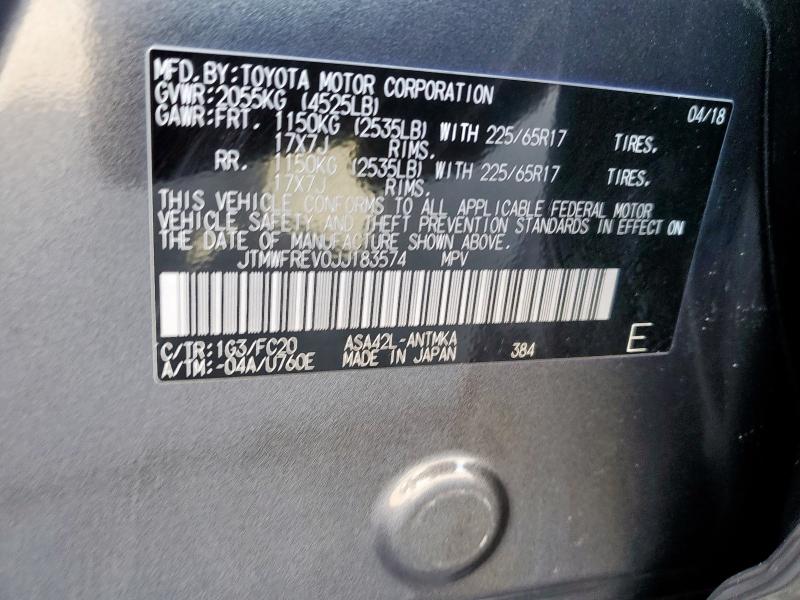 MFD.BY:TOYOTA MOTOR CORPORATION 04/18
GVWR:2055KG (4525LB)
GAWR:FRT. 1150KG (2535LB) WITH 225/65R17 TIRES.
17X7J RIMS.
RR. 1150KG (2535LB) WITH 225/65R17 TIRES.
17X7J RIMS.
THIS VEHICLE CONFORMS TO ALL APPLICABLE FEDERAL MOTOR
VEHICLE SAFETY AND THEFT PREVENTION STANDARDS IN EFFECT ON
THE DATE OF MANUFACTURE SHOWN ABOVE.
JTMWFREV0JJ183574 MPV
C/TR:1G3/FC20 ASA42L-ANTMKA 384 E
A/TM:-04A/U760E MADE IN JAPAN